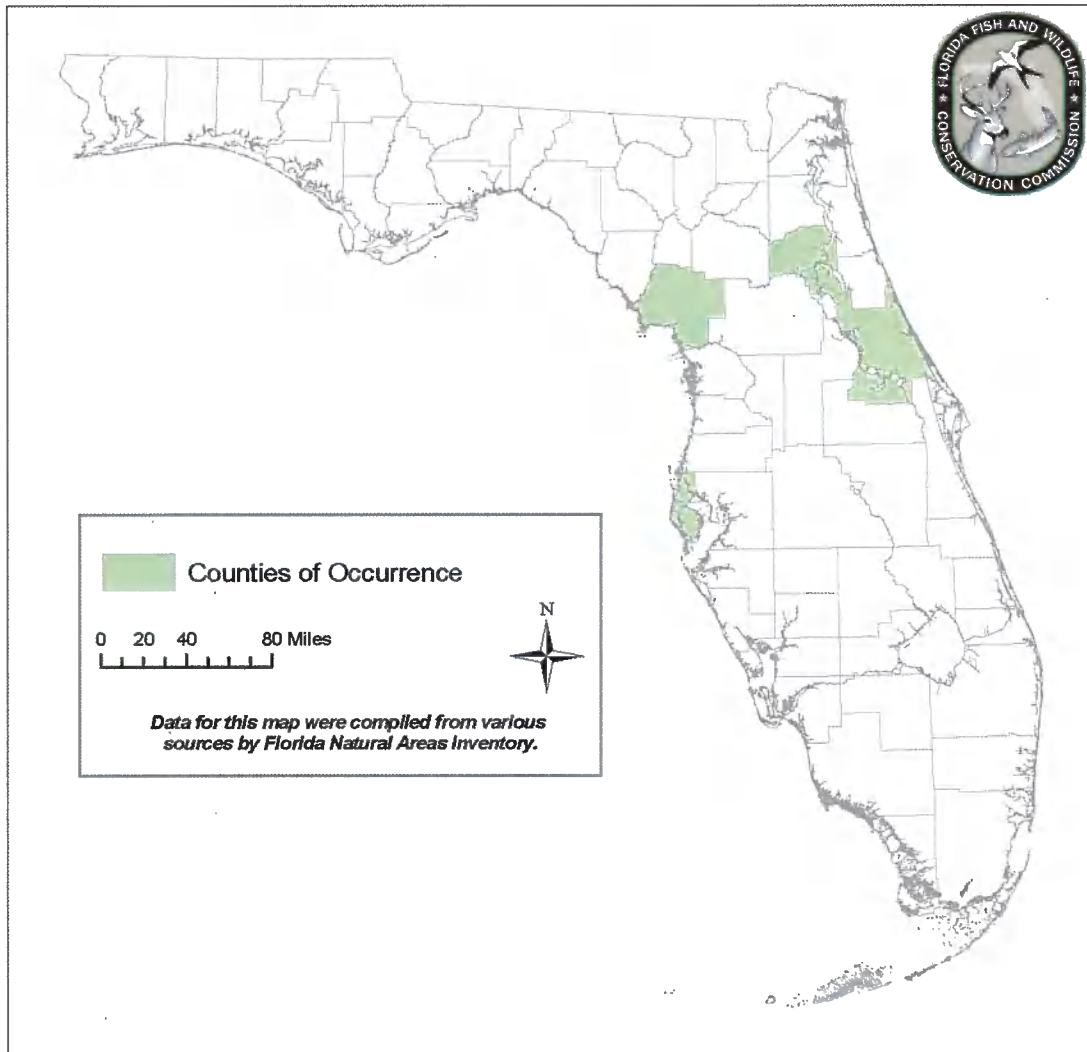 ★ FLORIDA FISH AND WILDLIFE ★
CONSERVATION COMMISSION
Counties of Occurrence
N
0 20 40 80 Miles
Data for this map were compiled from various
sources by Florida Natural Areas Inventory.